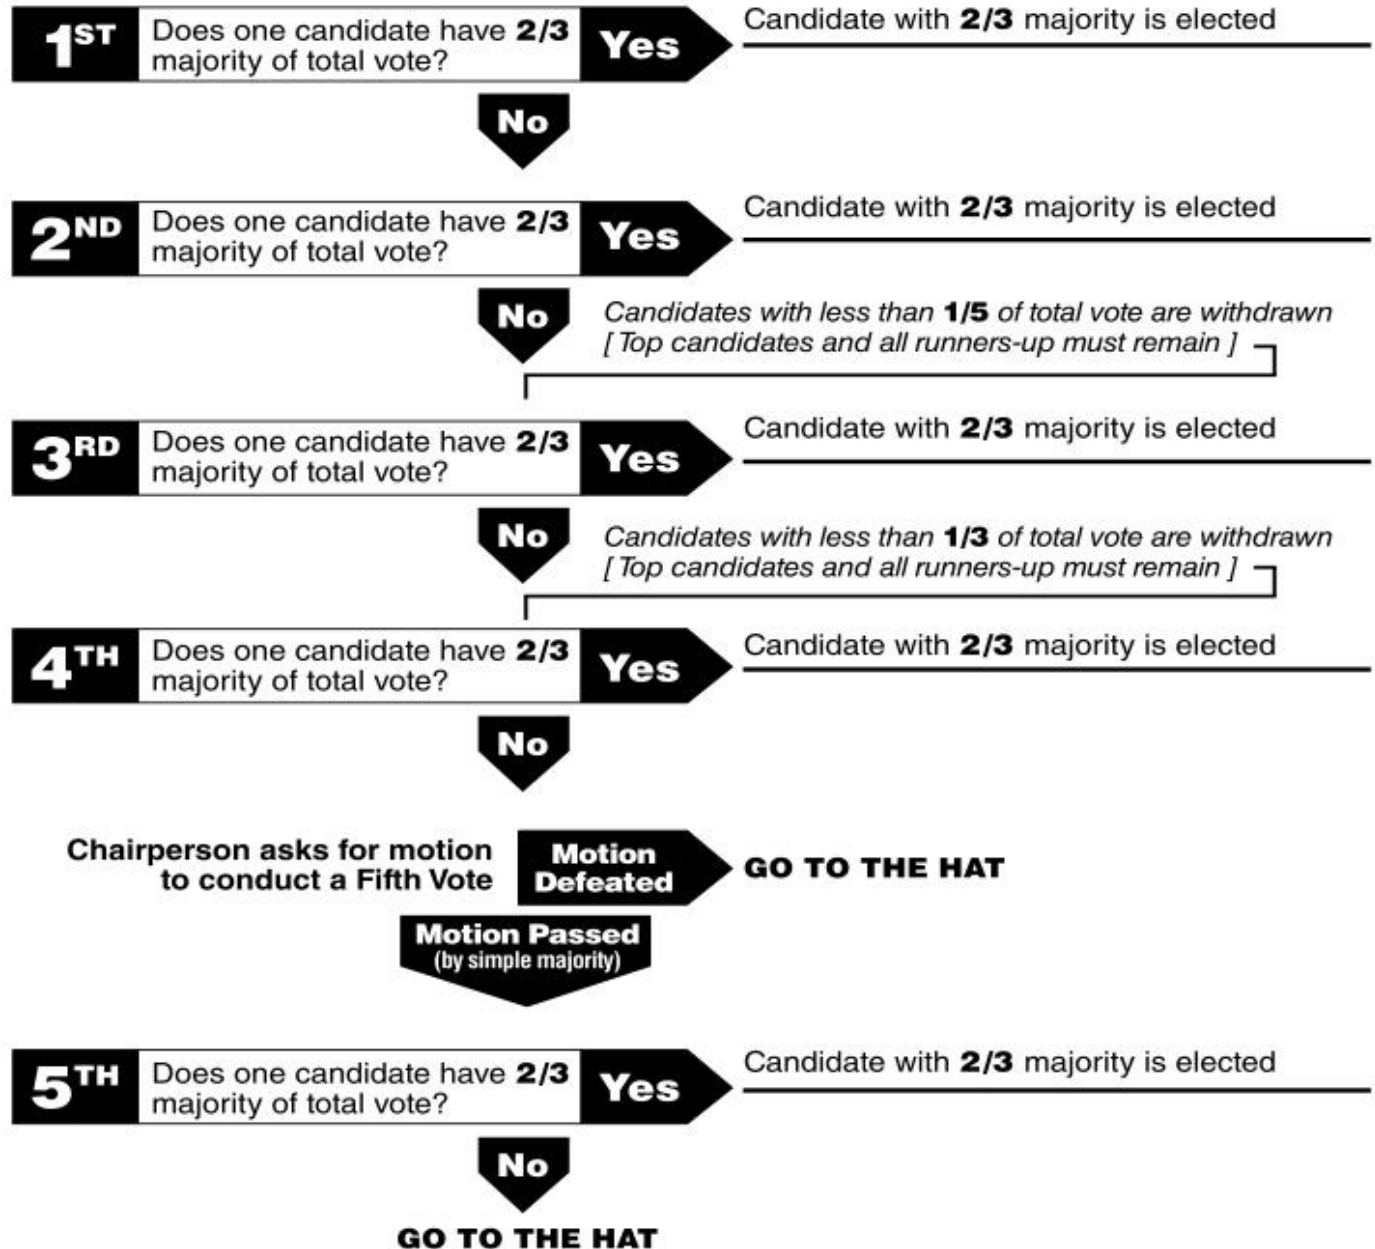 1ST
Does one candidate have 2/3
majority of total vote?
Yes
Candidate with 2/3 majority is elected
No
2ND
Does one candidate have 2/3
majority of total vote?
Yes
Candidate with 2/3 majority is elected
No
Candidates with less than 1/5 of total vote are withdrawn
[ Top candidates and all runners-up must remain ]
3RD
Does one candidate have 2/3
majority of total vote?
Yes
Candidate with 2/3 majority is elected
No
Candidates with less than 1/3 of total vote are withdrawn
[ Top candidates and all runners-up must remain ]
4TH
Does one candidate have 2/3
majority of total vote?
Yes
Candidate with 2/3 majority is elected
No
Chairperson asks for motion
to conduct a Fifth Vote
Motion
Defeated
GO TO THE HAT
Motion Passed
(by simple majority)
5TH
Does one candidate have 2/3
majority of total vote?
Yes
Candidate with 2/3 majority is elected
No
GO TO THE HAT